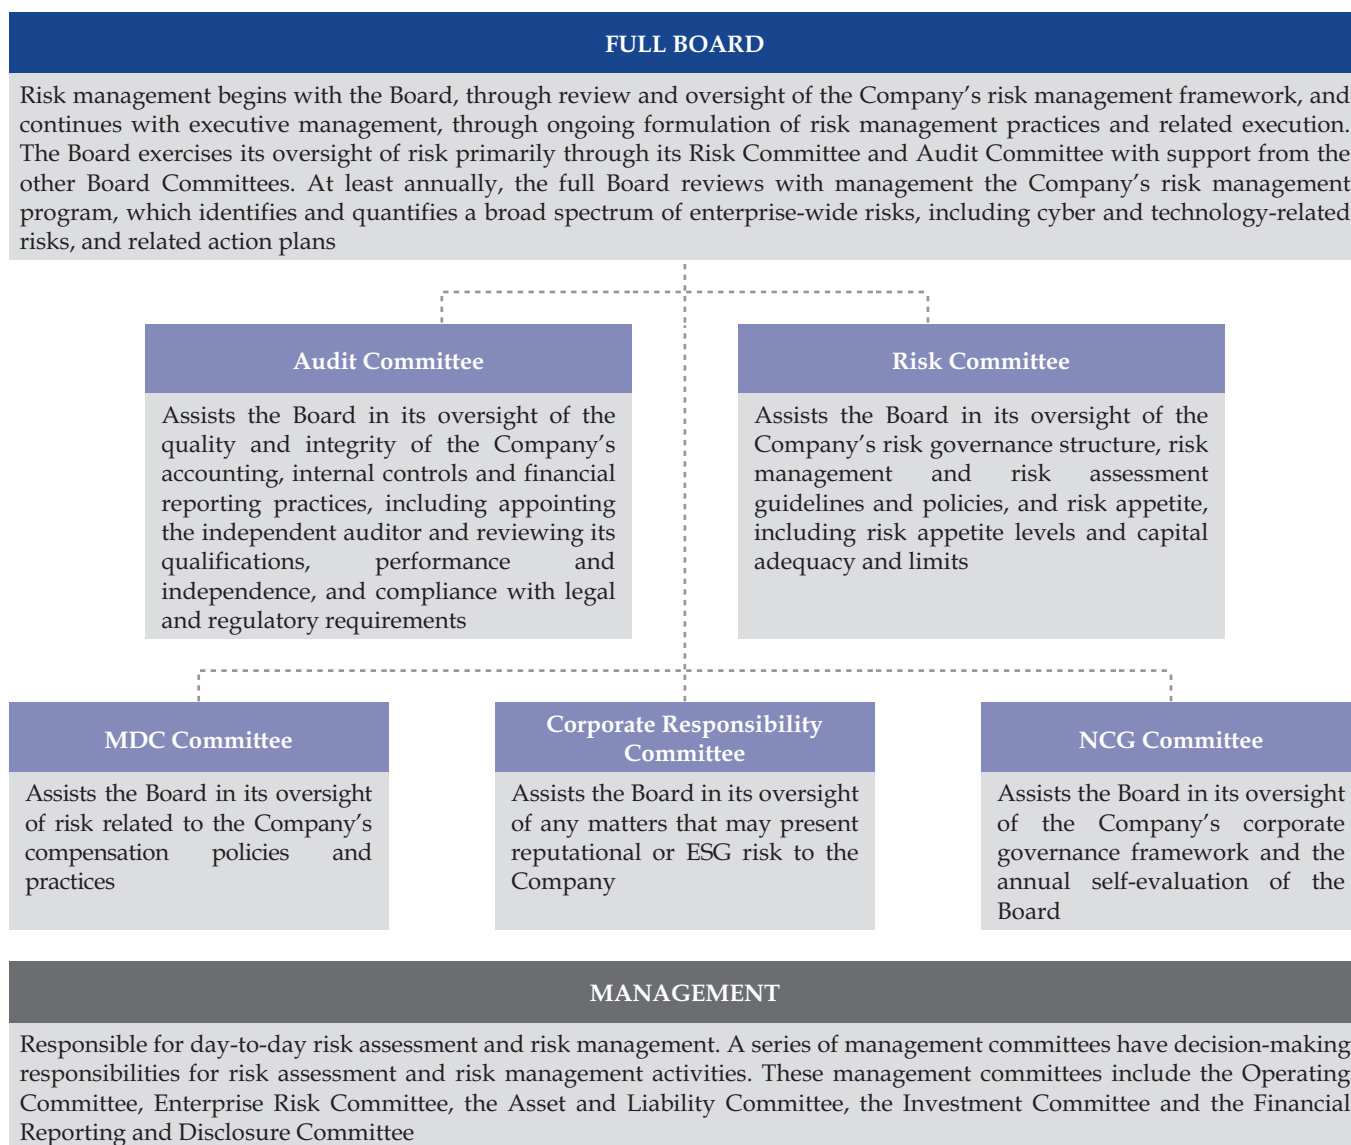 FULL BOARD
Risk management begins with the Board, through review and oversight of the Company’s risk management framework, and
continues with executive management, through ongoing formulation of risk management practices and related execution.
The Board exercises its oversight of risk primarily through its Risk Committee and Audit Committee with support from the
other Board Committees. At least annually, the full Board reviews with management the Company’s risk management
program, which identifies and quantifies a broad spectrum of enterprise-wide risks, including cyber and technology-related
risks, and related action plans
Audit Committee
Assists the Board in its oversight of the
quality and integrity of the Company’s
accounting, internal controls and financial
reporting practices, including appointing
the independent auditor and reviewing its
qualifications, performance and
independence, and compliance with legal
and regulatory requirements
Risk Committee
Assists the Board in its oversight of the
Company’s risk governance structure, risk
management and risk assessment
guidelines and policies, and risk appetite,
including risk appetite levels and capital
adequacy and limits
MDC Committee
Assists the Board in its oversight
of risk related to the Company’s
compensation policies and
practices
Corporate Responsibility
Committee
Assists the Board in its oversight
of any matters that may present
reputational or ESG risk to the
Company
NCG Committee
Assists the Board in its oversight
of the Company’s corporate
governance framework and the
annual self-evaluation of the
Board
MANAGEMENT
Responsible for day-to-day risk assessment and risk management. A series of management committees have decision-making
responsibilities for risk assessment and risk management activities. These management committees include the Operating
Committee, Enterprise Risk Committee, the Asset and Liability Committee, the Investment Committee and the Financial
Reporting and Disclosure Committee